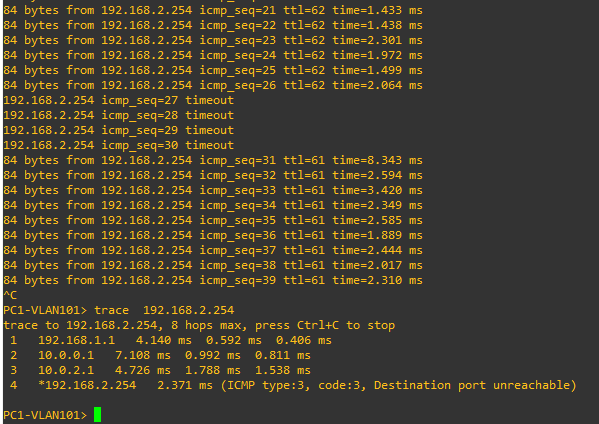 84 bytes from 192.168.2.254 icmp_seq=21 ttl=62 time=1.433 ms
84 bytes from 192.168.2.254 icmp_seq=22 ttl=62 time=1.438 ms
84 bytes from 192.168.2.254 icmp_seq=23 ttl=62 time=2.301 ms
84 bytes from 192.168.2.254 icmp_seq=24 ttl=62 time=1.972 ms
84 bytes from 192.168.2.254 icmp_seq=25 ttl=62 time=1.499 ms
84 bytes from 192.168.2.254 icmp_seq=26 ttl=62 time=2.064 ms
192.168.2.254 icmp_seq=27 timeout
192.168.2.254 icmp_seq=28 timeout
192.168.2.254 icmp_seq=29 timeout
192.168.2.254 icmp_seq=30 timeout
84 bytes from 192.168.2.254 icmp_seq=31 ttl=61 time=8.343 ms
84 bytes from 192.168.2.254 icmp_seq=32 ttl=61 time=2.594 ms
84 bytes from 192.168.2.254 icmp_seq=33 ttl=61 time=3.420 ms
84 bytes from 192.168.2.254 icmp_seq=34 ttl=61 time=2.349 ms
84 bytes from 192.168.2.254 icmp_seq=35 ttl=61 time=2.585 ms
84 bytes from 192.168.2.254 icmp_seq=36 ttl=61 time=1.889 ms
84 bytes from 192.168.2.254 icmp_seq=37 ttl=61 time=2.444 ms
84 bytes from 192.168.2.254 icmp_seq=38 ttl=61 time=2.017 ms
84 bytes from 192.168.2.254 icmp_seq=39 ttl=61 time=2.310 ms
^C
PC1-VLAN101> trace  192.168.2.254
trace to 192.168.2.254, 8 hops max, press Ctrl+C to stop
 1   192.168.1.1   4.140 ms  0.592 ms  0.406 ms
 2   10.0.0.1   7.108 ms  0.992 ms  0.811 ms
 3   10.0.2.1   4.726 ms  1.788 ms  1.538 ms
 4   *192.168.2.254   2.371 ms (ICMP type:3, code:3, Destination port unreachable)
PC1-VLAN101>